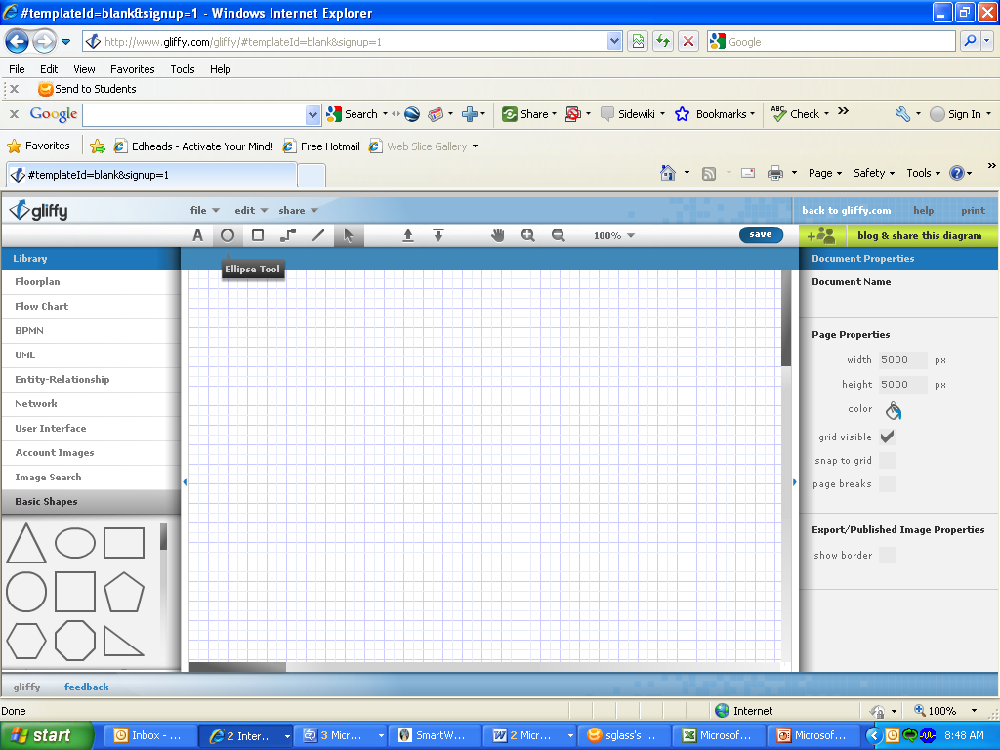 #templateId=blank&signup=1 - Windows Internet Explorer
http://www.gliffy.com/gliffy/#templateId=blank&signup=1
Google
File Edit View Favorites Tools Help
x Send to Students
x Google Search Share Sidewiki Bookmarks ABC Check » Sign In
Favorites Edheads - Activate Your Mind! Free Hotmail Web Slice Gallery
#templateId=blank&signup=1 Page Safety Tools »
gliffy file edit share back to gliffy.com help print
A 100% save blog & share this diagram
Library Ellipse Tool Document Properties
Floorplan Document Name
Flow Chart
BPMN Page Properties
UML width 5000 px
Entity-Relationship height 5000 px
Network color
User Interface grid visible
Account Images snap to grid
Image Search page breaks
Basic Shapes
Export/Published Image Properties
show border
gliffy feedback
Done Internet 100%
start Inbox - ... 2 Inter... 3 Micr... SmartW... 2 Micr... sglass's ... Microsof... Microsof... 8:48 AM